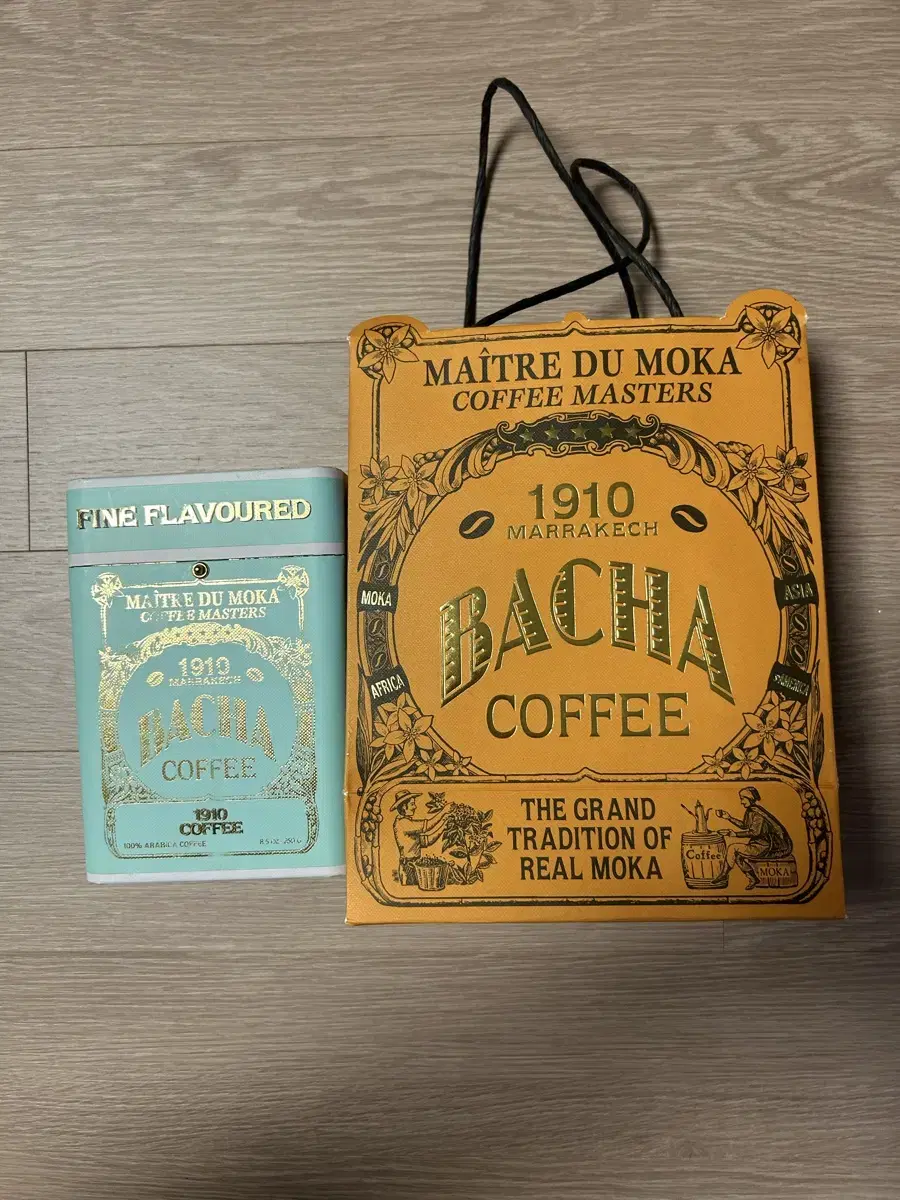 FINE FLAVOURED
MAÎTRE DU MOKA
COFFEE MASTERS
1910
MARRAKECH
BACHA
COFFEE
1910
COFFEE
100% ARABICA COFFEE
MAÎTRE DU MOKA
COFFEE MASTERS
1910
MARRAKECH
BACHA
COFFEE
MOKA
ASIA
AFRICA
S.AMERICA
THE GRAND
TRADITION OF
REAL MOKA
Coffee
MOKA